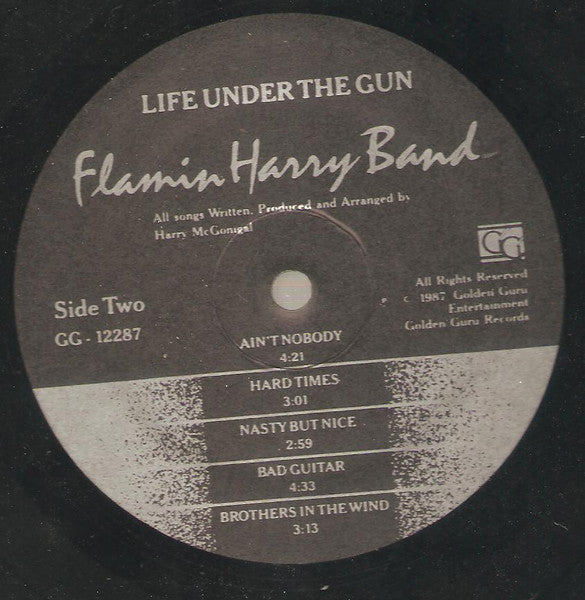 LIFE UNDER THE GUN
Flamin Harry Band
All songs Written, Produced and Arranged by
Harry McGonigal
GG
Side Two
GG - 12287
All Rights Reserved
P c 1987 Golden Guru
Entertainment
Golden Guru Records
AIN'T NOBODY
4:21
HARD TIMES
3:01
NASTY BUT NICE
2:59
BAD GUITAR
4:33
BROTHERS IN THE WIND
3:13